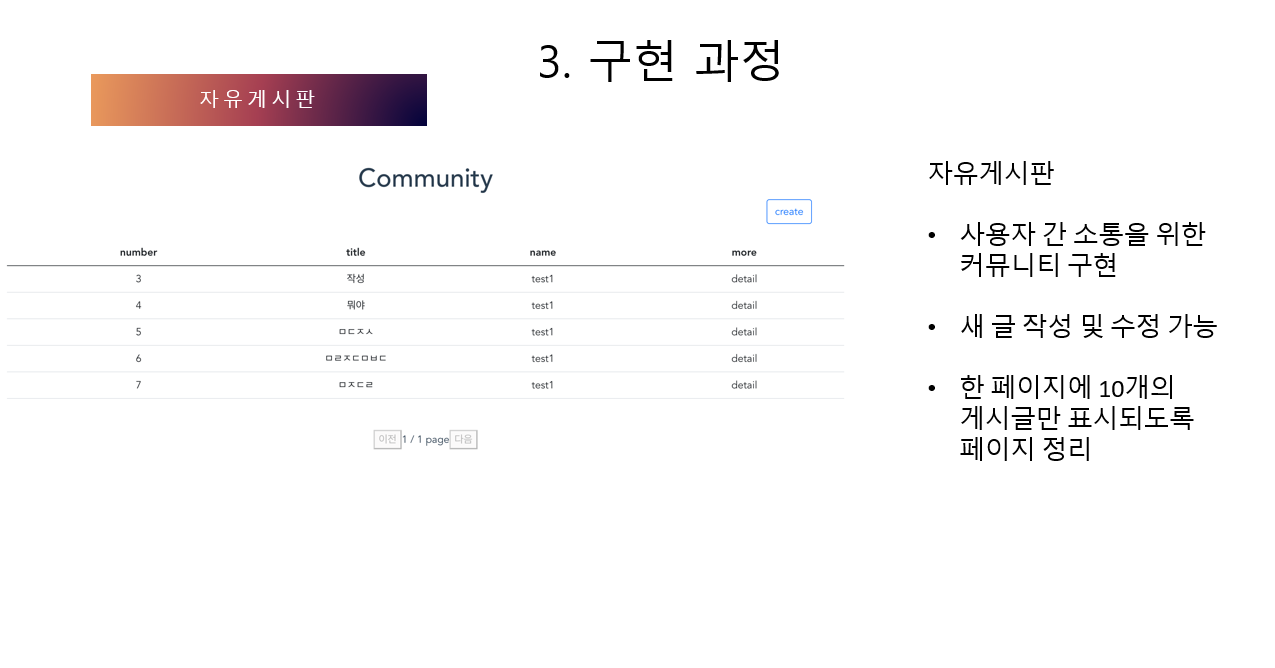 3. 구현 과정
자유게시판
Community
create
number title name more
3 작성 test1 detail
4 뭐야 test1 detail
5 ㅁㄷㅈㅅ test1 detail
6 ㅁㄹㅈㄷㅁㅂㄷ test1 detail
7 ㅁㅈㄷㄹ test1 detail
이전 1 / 1 page 다음
자유게시판
• 사용자 간 소통을 위한
커뮤니티 구현
• 새 글 작성 및 수정 가능
• 한 페이지에 10개의
게시글만 표시되도록
페이지 정리